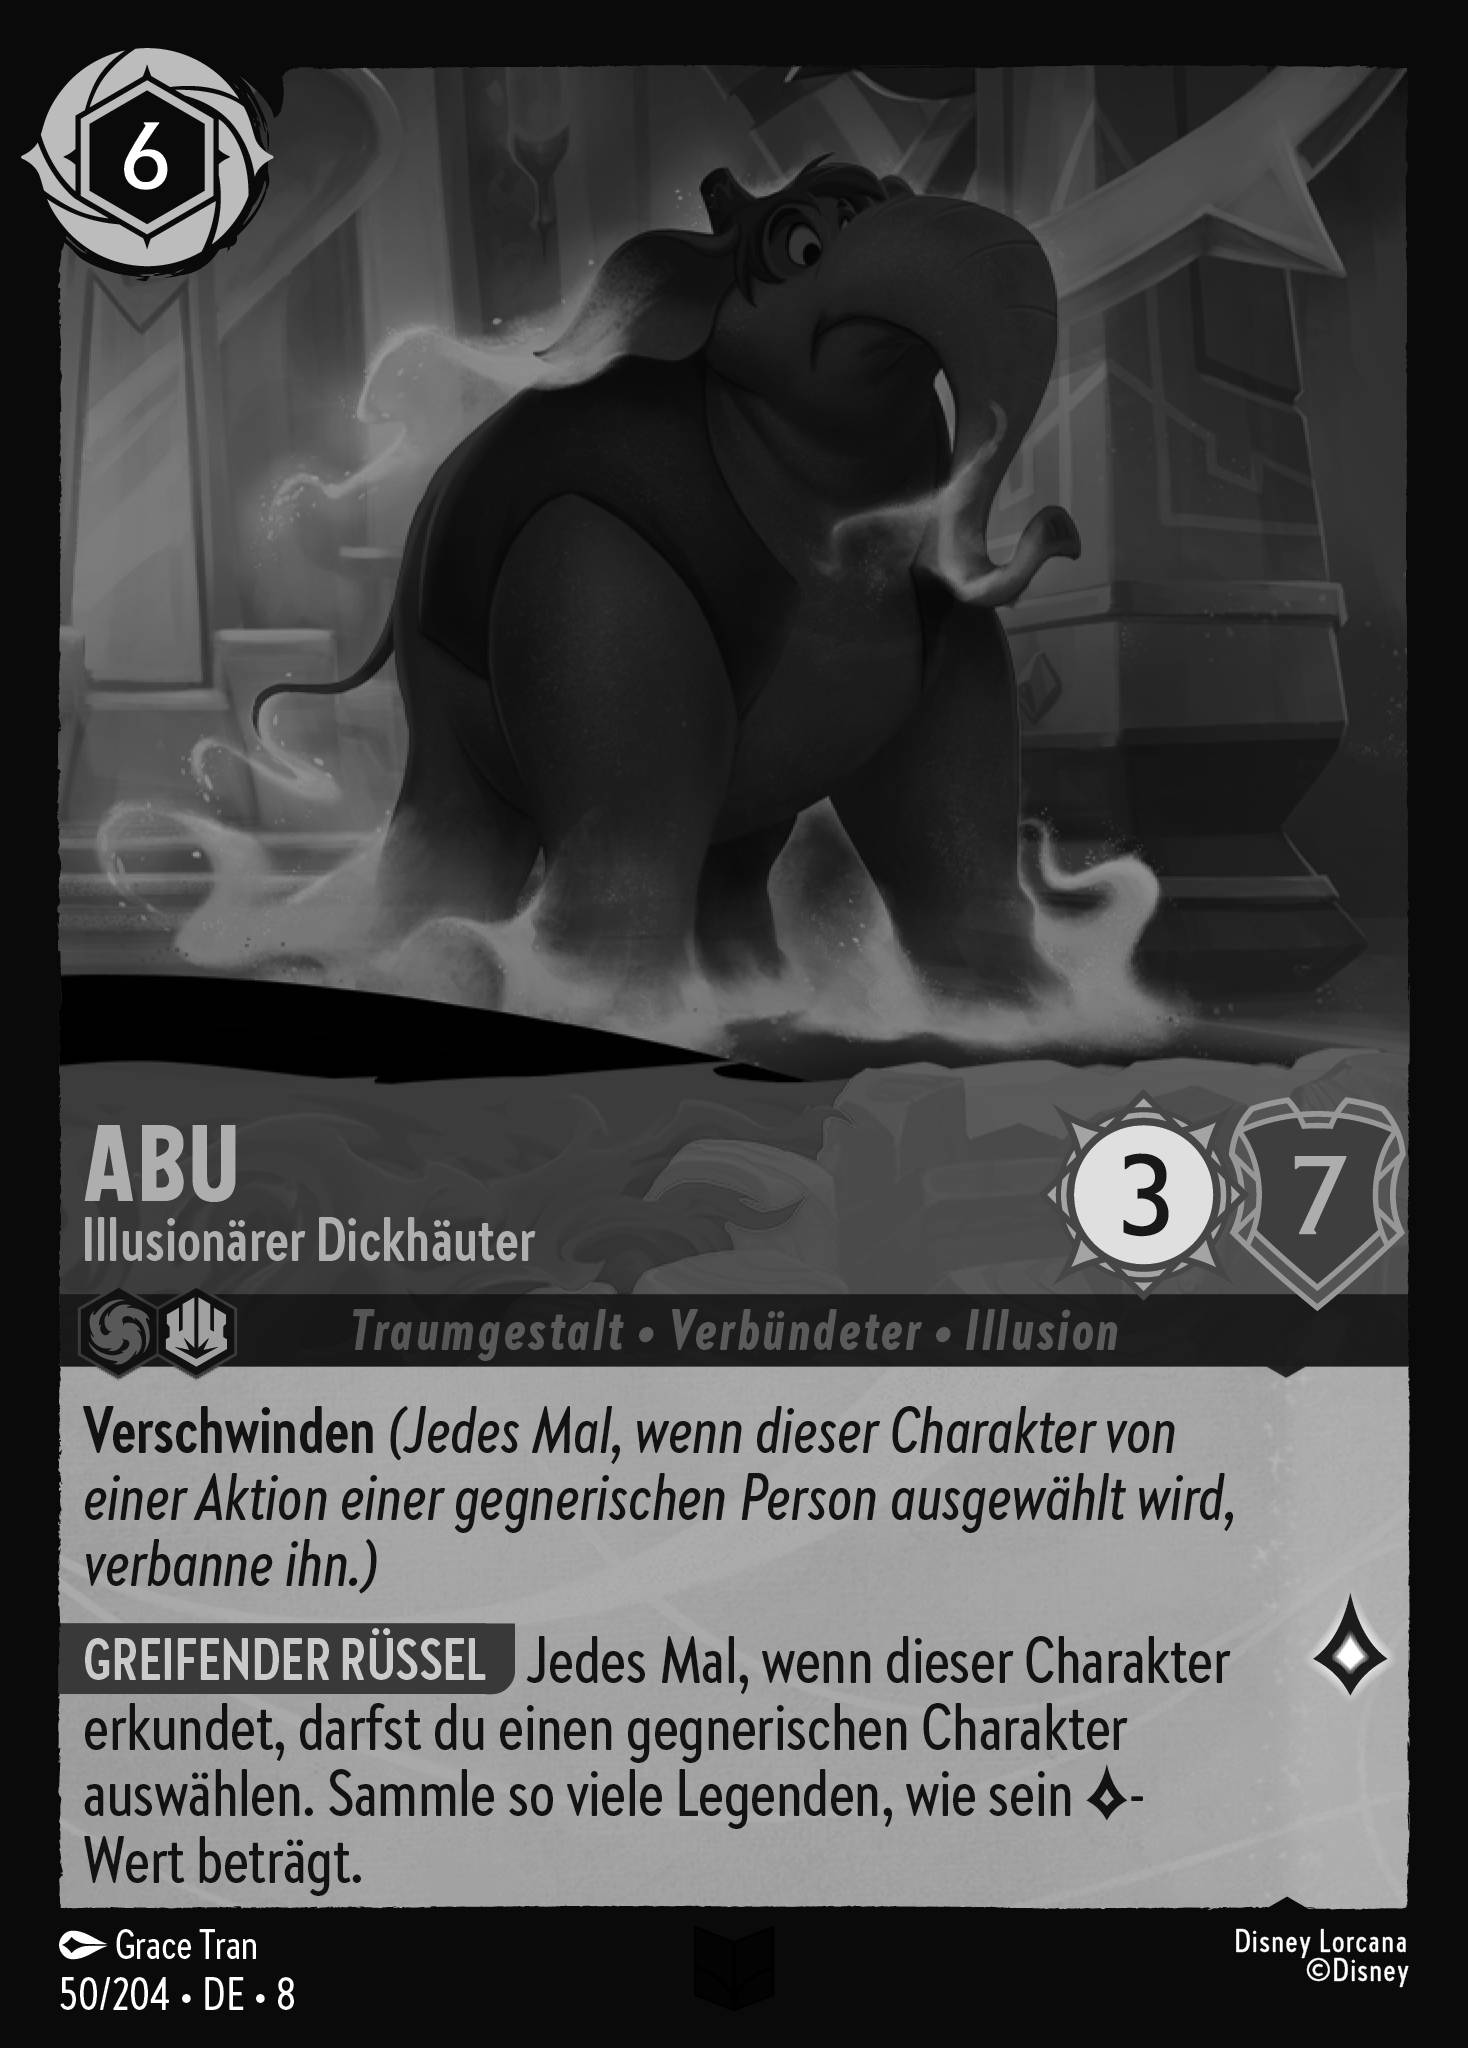 6
ABU
Illusionärer Dickhäuter
3
7
Traumgestalt • Verbündeter • Illusion
Verschwinden (Jedes Mal, wenn dieser Charakter von
einer Aktion einer gegnerischen Person ausgewählt wird,
verbanne ihn.)
GREIFENDER RÜSSEL Jedes Mal, wenn dieser Charakter
erkundet, darfst du einen gegnerischen Charakter
auswählen. Sammle so viele Legenden, wie sein -
Wert beträgt.
Grace Tran
50/204 • DE • 8
Disney Lorcana
©Disney